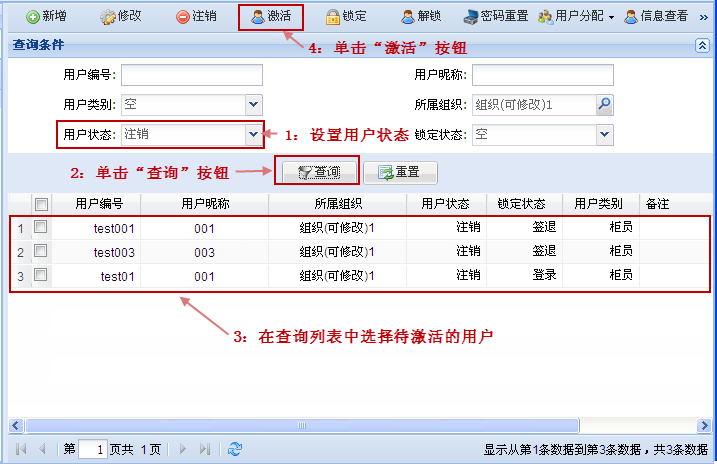 新增 修改 注销 激活 锁定 解锁 密码重置 用户分配 信息查看 »
4：单击“激活”按钮
查询条件
用户编号: 用户昵称:
用户类别: 空 所属组织: 组织(可修改)1
用户状态: 注销 1：设置用户状态 锁定状态: 空
2：单击“查询”按钮 查询 重置
用户编号 用户昵称 所属组织 用户状态 锁定状态 用户类别 备注
1 test001 001 组织(可修改)1 注销 签退 柜员
2 test003 003 组织(可修改)1 注销 签退 柜员
3 test01 001 组织(可修改)1 注销 登录 柜员
3：在查询列表中选择待激活的用户
第 1 页共 1 页 显示从第1条数据到第3条数据，共3条数据